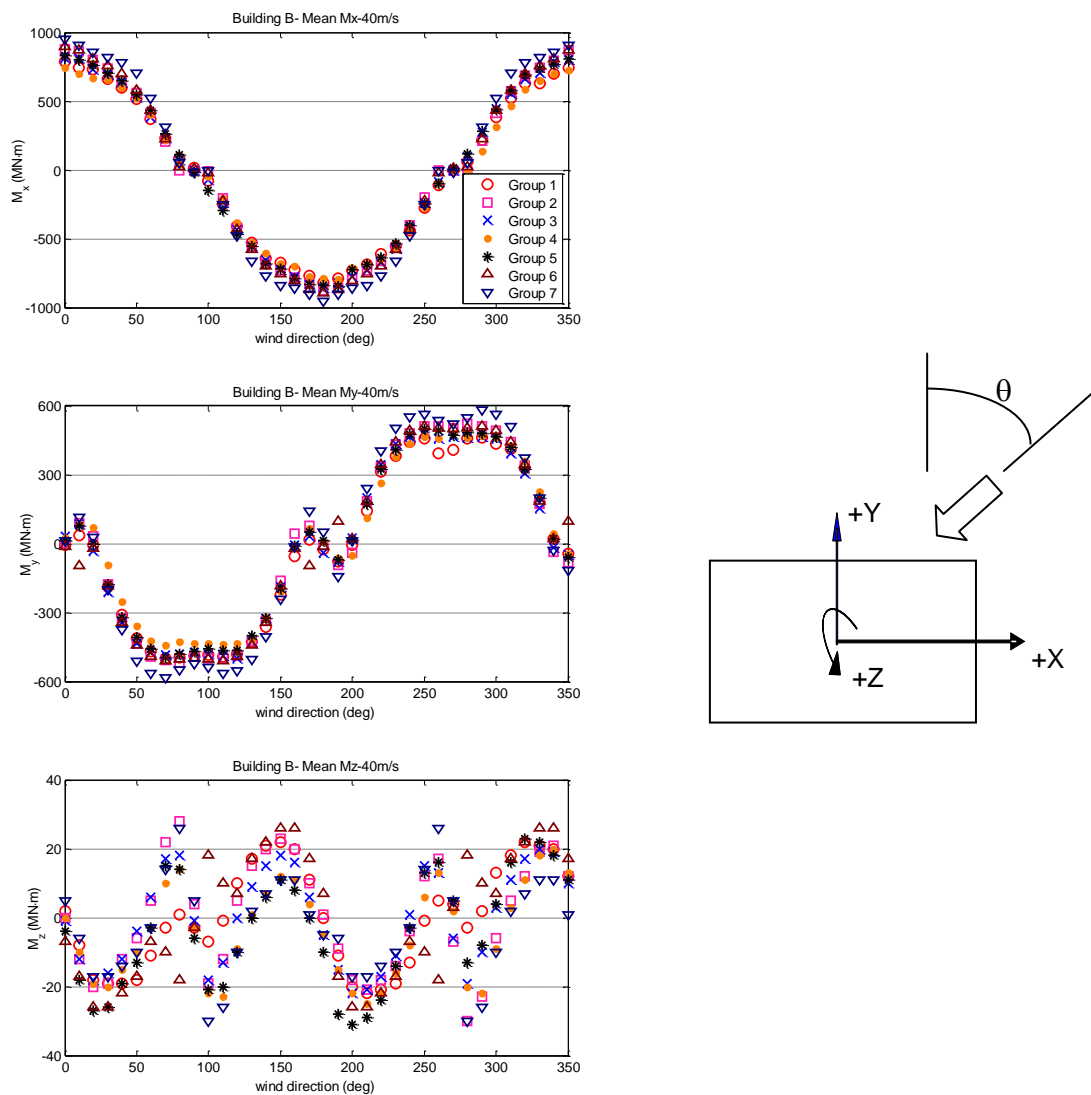 Building B- Mean Mx-40m/s
1000
500
0
-500
-1000
M_x (MN·m)
0 50 100 150 200 250 300 350
wind direction (deg)
Group 1
Group 2
Group 3
Group 4
Group 5
Group 6
Group 7
Building B- Mean My-40m/s
600
300
0
-300
-600
M_y (MN·m)
0 50 100 150 200 250 300 350
wind direction (deg)
Building B- Mean Mz-40m/s
40
20
0
-20
-40
M_z (MN·m)
0 50 100 150 200 250 300 350
wind direction (deg)
θ
+Y
+X
+Z